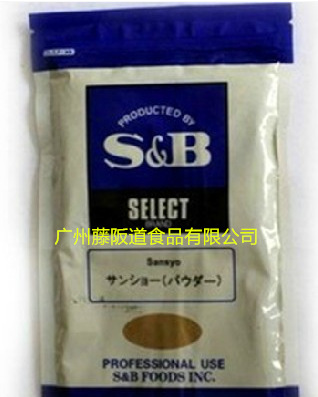 PRODUCTED BY
S&B
SELECT
BRAND
广州藤阪道食品有限公司
Sansyo
サンショー(パウダー)
PROFESSIONAL USE
S&B FOODS INC.